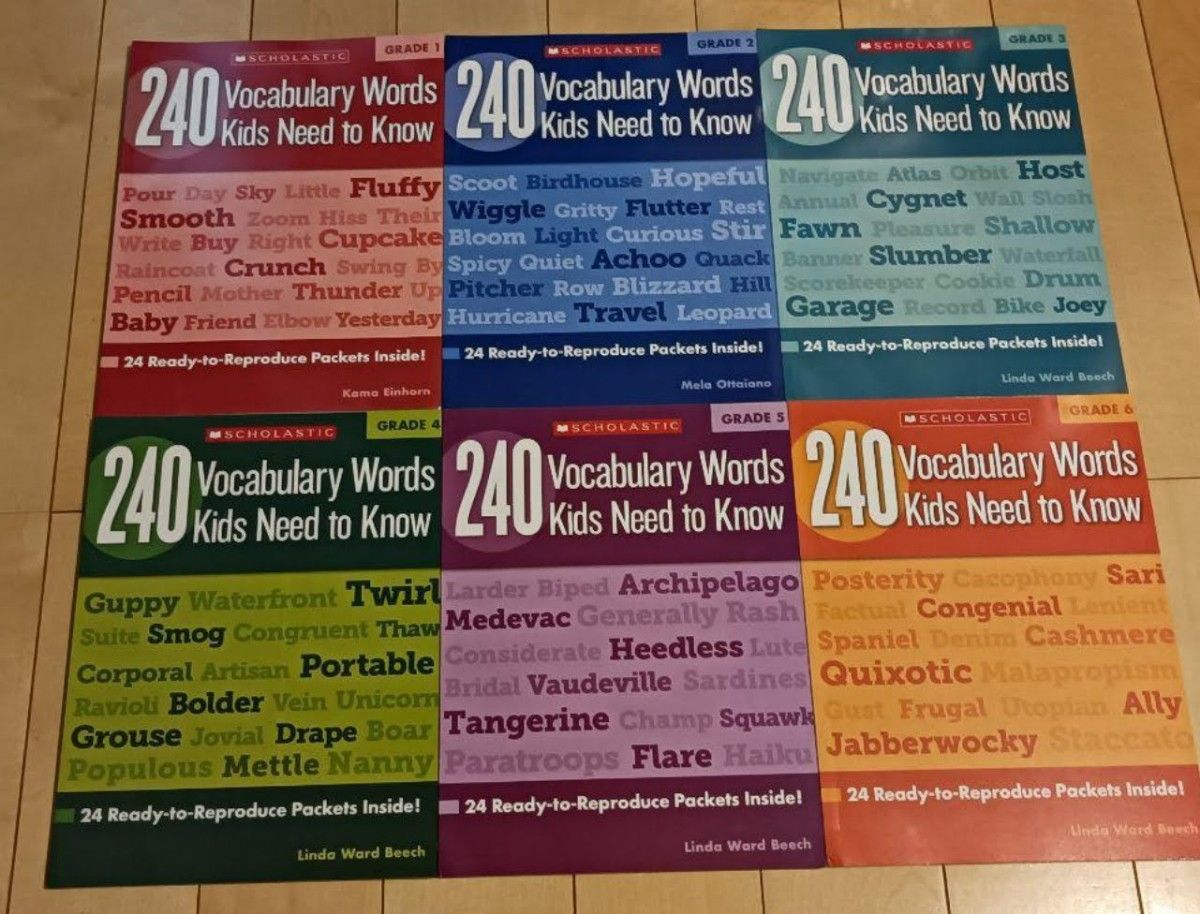 GRADE 1
SCHOLASTIC
240 Vocabulary Words
Kids Need to Know
Pour Day Sky Little Fluffy
Smooth Zoom Hiss Their
Write Buy Right Cupcake
Raincoat Crunch Swing By
Pencil Mother Thunder Up
Baby Friend Elbow Yesterday
24 Ready-to-Reproduce Packets Inside!
Kama Einhorn
GRADE 2
SCHOLASTIC
240 Vocabulary Words
Kids Need to Know
Scoot Birdhouse Hopeful
Wiggle Gritty Flutter Rest
Bloom Light Curious Stir
Spicy Quiet Achoo Quack
Pitcher Row Blizzard Hill
Hurricane Travel Leopard
24 Ready-to-Reproduce Packets Inside!
Mela Ottaiano
GRADE 3
SCHOLASTIC
240 Vocabulary Words
Kids Need to Know
Navigate Atlas Orbit Host
Annual Cygnet Wail Slosh
Fawn Pleasure Shallow
Banner Slumber Waterfall
Scorekeeper Cookie Drum
Garage Record Bike Joey
24 Ready-to-Reproduce Packets Inside!
Linda Ward Beech
GRADE 4
SCHOLASTIC
240 Vocabulary Words
Kids Need to Know
Guppy Waterfront Twirl
Suite Smog Congruent Thaw
Corporal Artisan Portable
Ravioli Bolder Vein Unicorn
Grouse Jovial Drape Boar
Populous Mettle Nanny
24 Ready-to-Reproduce Packets Inside!
Linda Ward Beech
GRADE 5
SCHOLASTIC
240 Vocabulary Words
Kids Need to Know
Larder Biped Archipelago
Medevac Generally Rash
Considerate Heedless Lute
Bridal Vaudeville Sardines
Tangerine Champ Squawk
Paratroops Flare Haiku
24 Ready-to-Reproduce Packets Inside!
Linda Ward Beech
GRADE 6
SCHOLASTIC
240 Vocabulary Words
Kids Need to Know
Posterity Cacophony Sari
Factual Congenial Lenient
Spaniel Denim Cashmere
Quixotic Malapropism
Gust Frugal Utopian Ally
Jabberwocky Staccato
24 Ready-to-Reproduce Packets Inside!
Linda Ward Beech